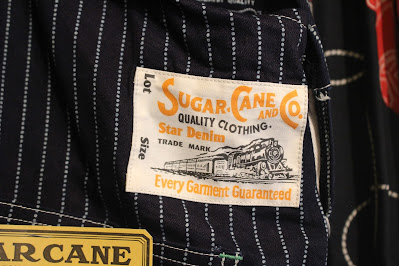 Lot
SUGAR CANE
AND CO.
QUALITY CLOTHING.
Star Denim
TRADE MARK
Size
Every Garment Guaranteed
ARCANE